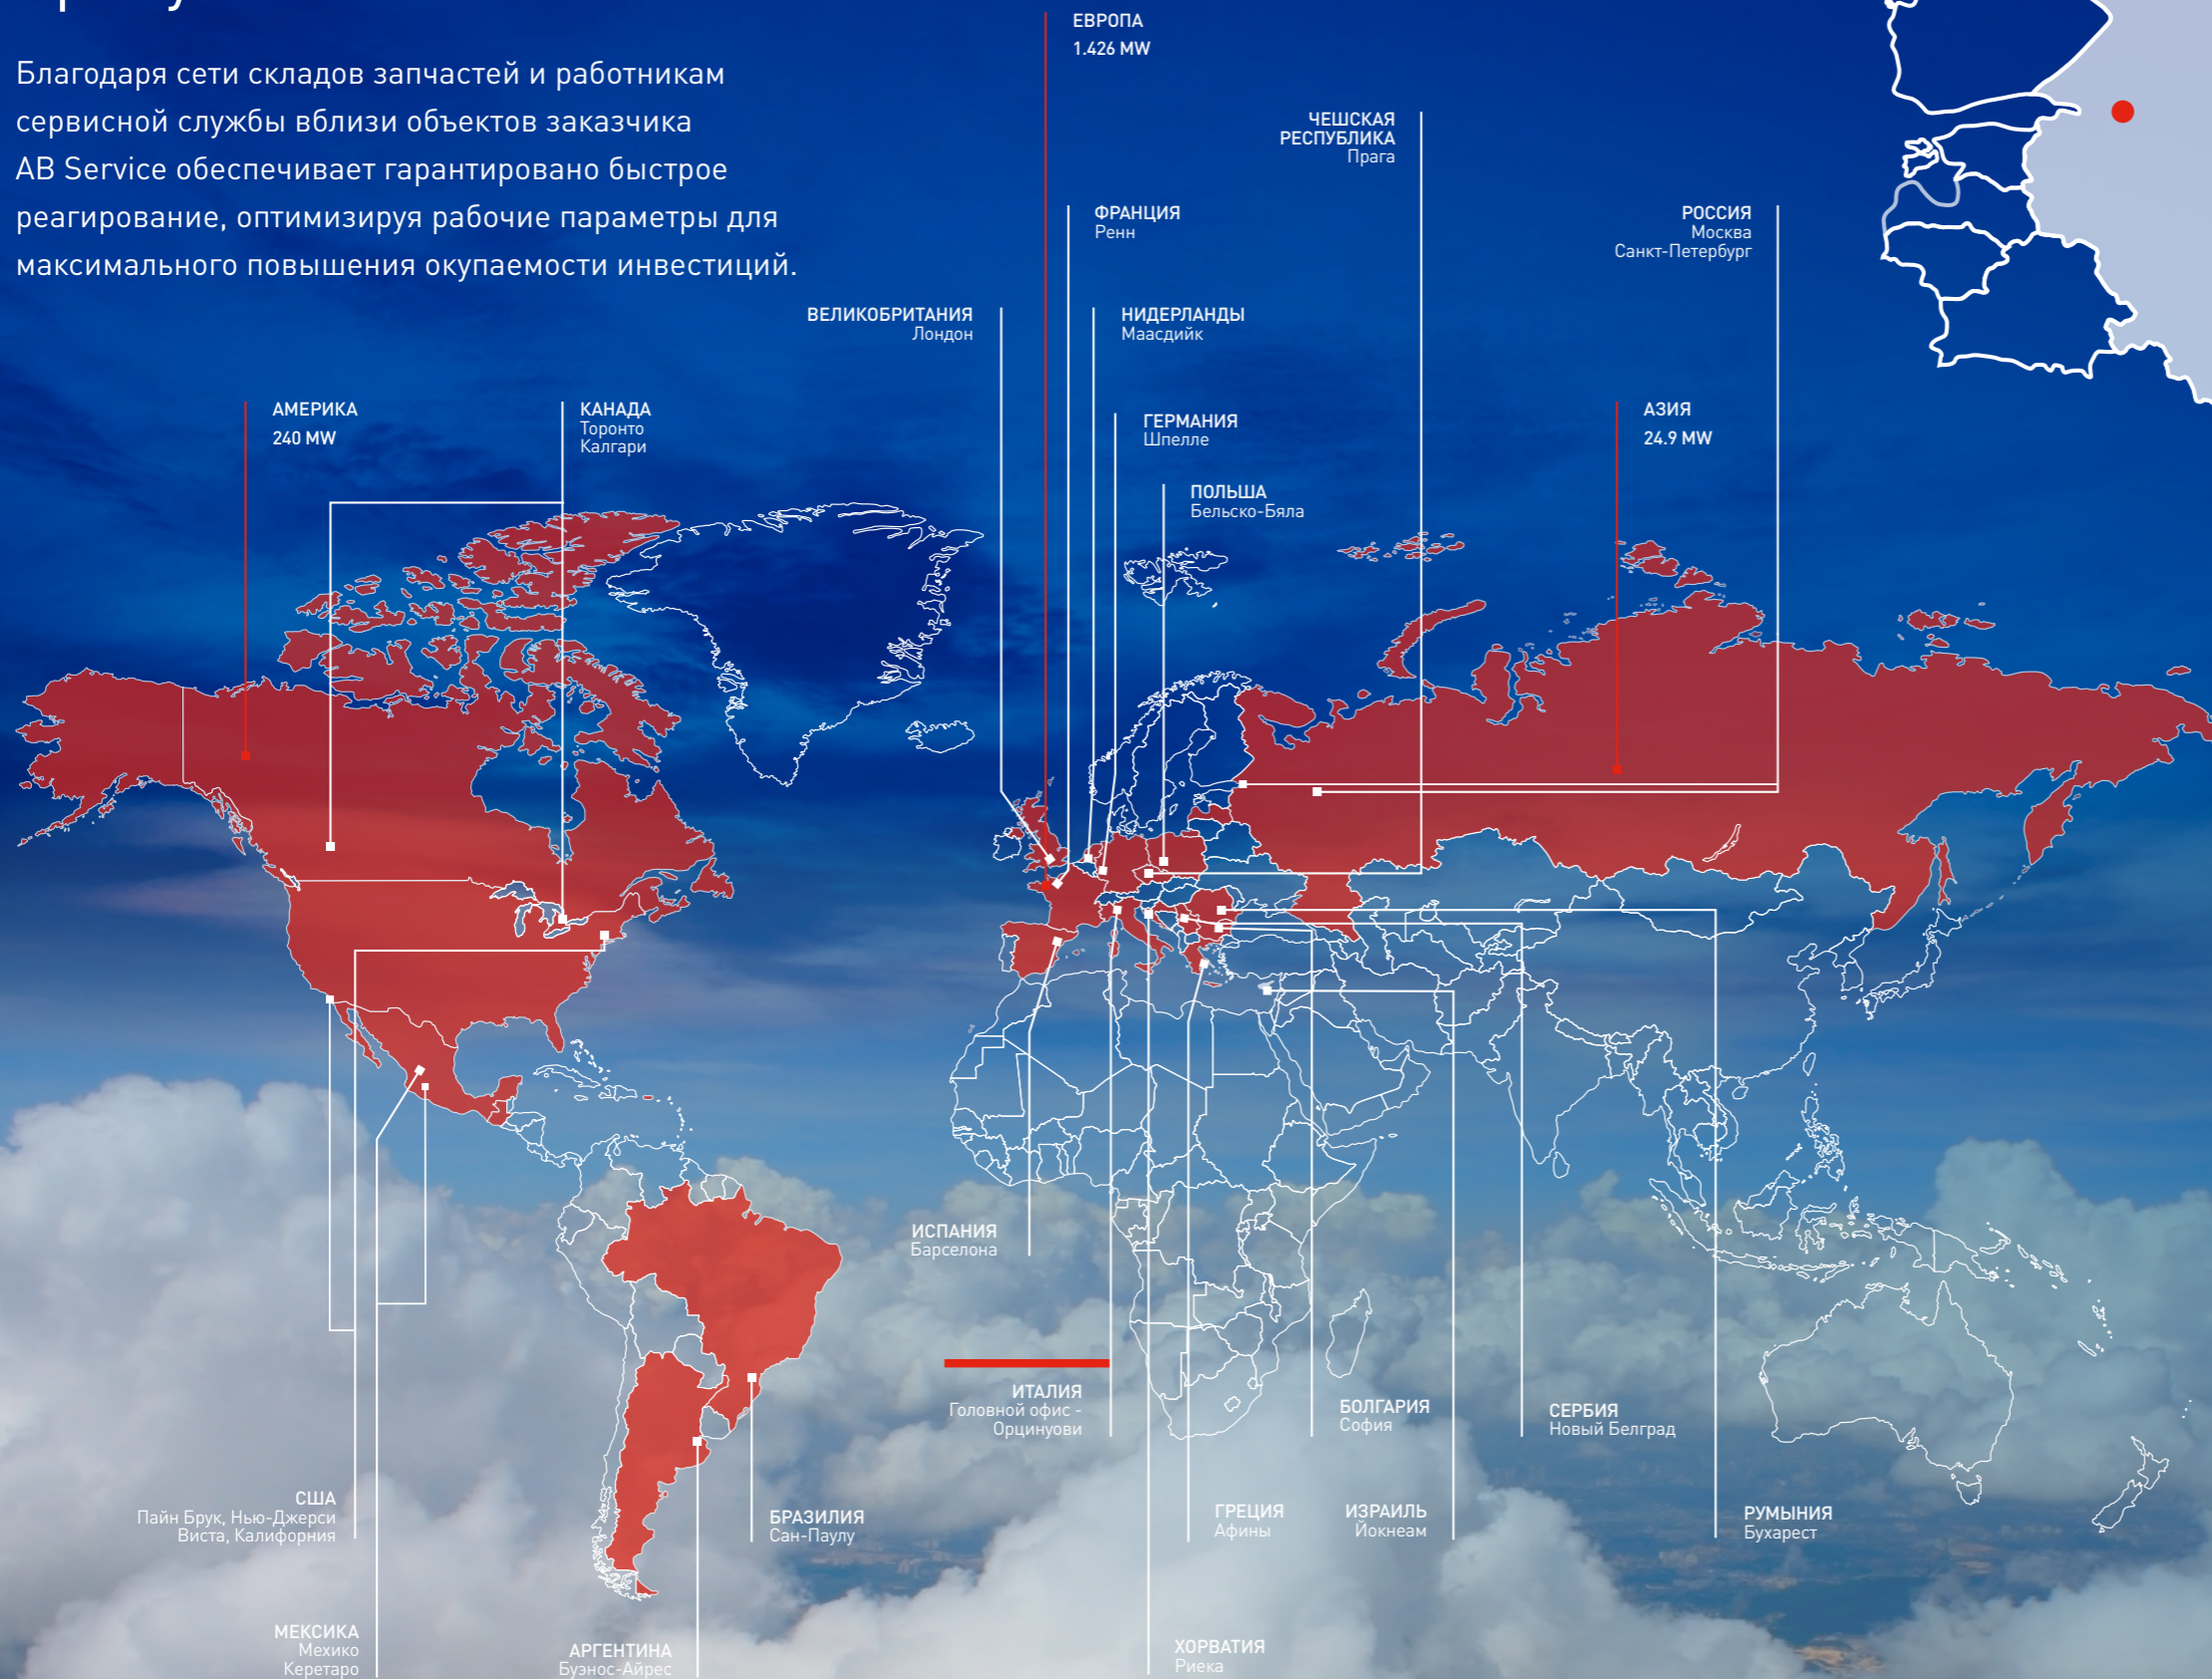 Благодаря сети складов запчастей и работникам
сервисной службы вблизи объектов заказчика
AB Service обеспечивает гарантировано быстрое
реагирование, оптимизируя рабочие параметры для
максимального повышения окупаемости инвестиций.
ЕВРОПА
1.426 MW
ЧЕШСКАЯ
РЕСПУБЛИКА
Прага
ФРАНЦИЯ
Ренн
РОССИЯ
Москва
Санкт-Петербург
ВЕЛИКОБРИТАНИЯ
Лондон
НИДЕРЛАНДЫ
Маасдийк
АМЕРИКА
240 MW
КАНАДА
Торонто
Калгари
ГЕРМАНИЯ
Шпелле
АЗИЯ
24.9 MW
ПОЛЬША
Бельско-Бяла
ИСПАНИЯ
Барселона
ИТАЛИЯ
Головной офис -
Орцинуови
БОЛГАРИЯ
София
СЕРБИЯ
Новый Белград
США
Пайн Брук, Нью-Джерси
Виста, Калифорния
БРАЗИЛИЯ
Сан-Паулу
ГРЕЦИЯ
Афины
ИЗРАИЛЬ
Йокнеам
РУМЫНИЯ
Бухарест
МЕКСИКА
Мехико
Керетаро
АРГЕНТИНА
Буэнос-Айрес
ХОРВАТИЯ
Риека